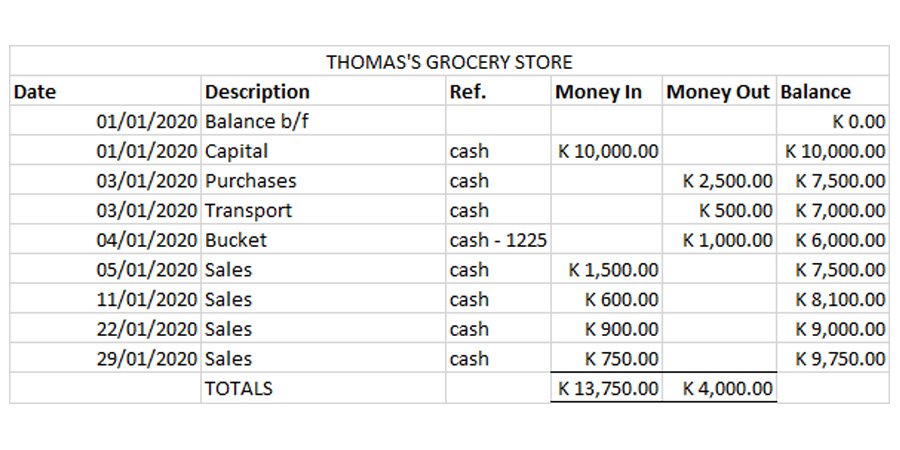 THOMAS'S GROCERY STORE
Date Description Ref. Money In Money Out Balance
01/01/2020 Balance b/f K 0.00
01/01/2020 Capital cash K 10,000.00 K 10,000.00
03/01/2020 Purchases cash K 2,500.00 K 7,500.00
03/01/2020 Transport cash K 500.00 K 7,000.00
04/01/2020 Bucket cash - 1225 K 1,000.00 K 6,000.00
05/01/2020 Sales cash K 1,500.00 K 7,500.00
11/01/2020 Sales cash K 600.00 K 8,100.00
22/01/2020 Sales cash K 900.00 K 9,000.00
29/01/2020 Sales cash K 750.00 K 9,750.00
TOTALS K 13,750.00 K 4,000.00